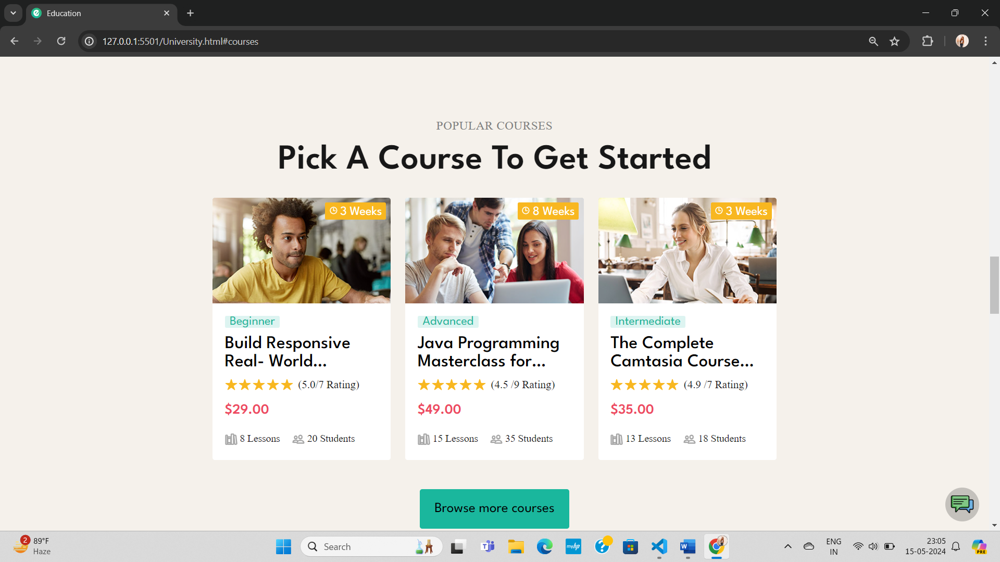 Education
127.0.0.1:5501/University.html#courses
POPULAR COURSES
Pick A Course To Get Started
3 Weeks
8 Weeks
3 Weeks
Beginner
Build Responsive
Real- World...
(5.0/7 Rating)
$29.00
8 Lessons 20 Students
Advanced
Java Programming
Masterclass for...
(4.5 /9 Rating)
$49.00
15 Lessons 35 Students
Intermediate
The Complete
Camtasia Course...
(4.9 /7 Rating)
$35.00
13 Lessons 18 Students
Browse more courses
2
89°F
Haze
Search
myhp
ENG
IN
23:05
15-05-2024
PRE